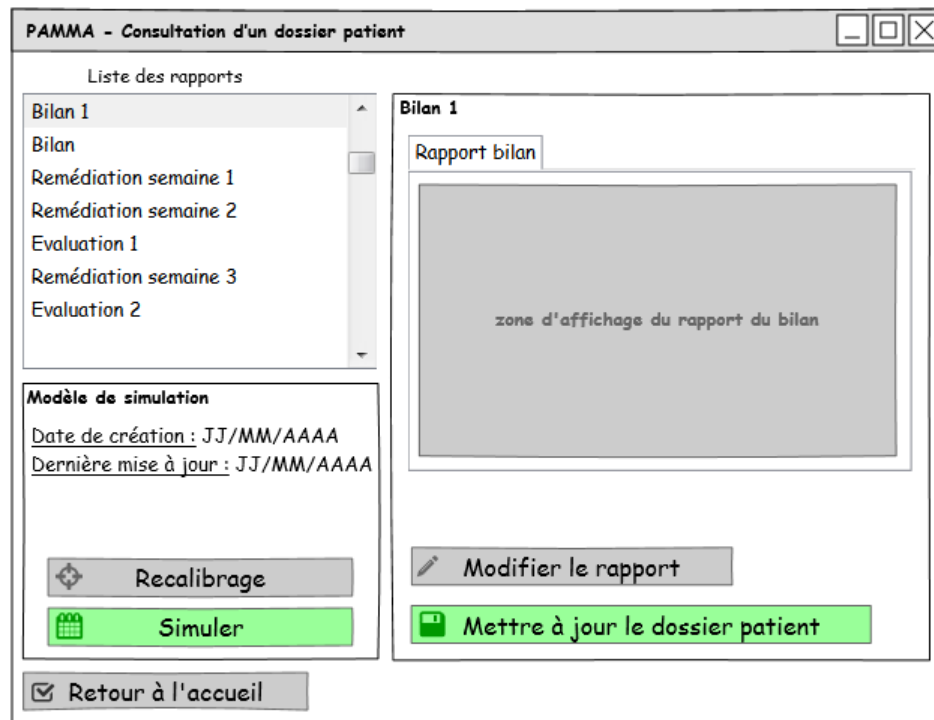 PAMMA - Consultation d'un dossier patient
Liste des rapports
Bilan 1
Bilan
Remédiation semaine 1
Remédiation semaine 2
Evaluation 1
Remédiation semaine 3
Evaluation 2
Modèle de simulation
Date de création : JJ/MM/AAAA
Dernière mise à jour : JJ/MM/AAAA
Recalibrage
Simuler
Retour à l'accueil
Bilan 1
Rapport bilan
zone d'affichage du rapport du bilan
Modifier le rapport
Mettre à jour le dossier patient